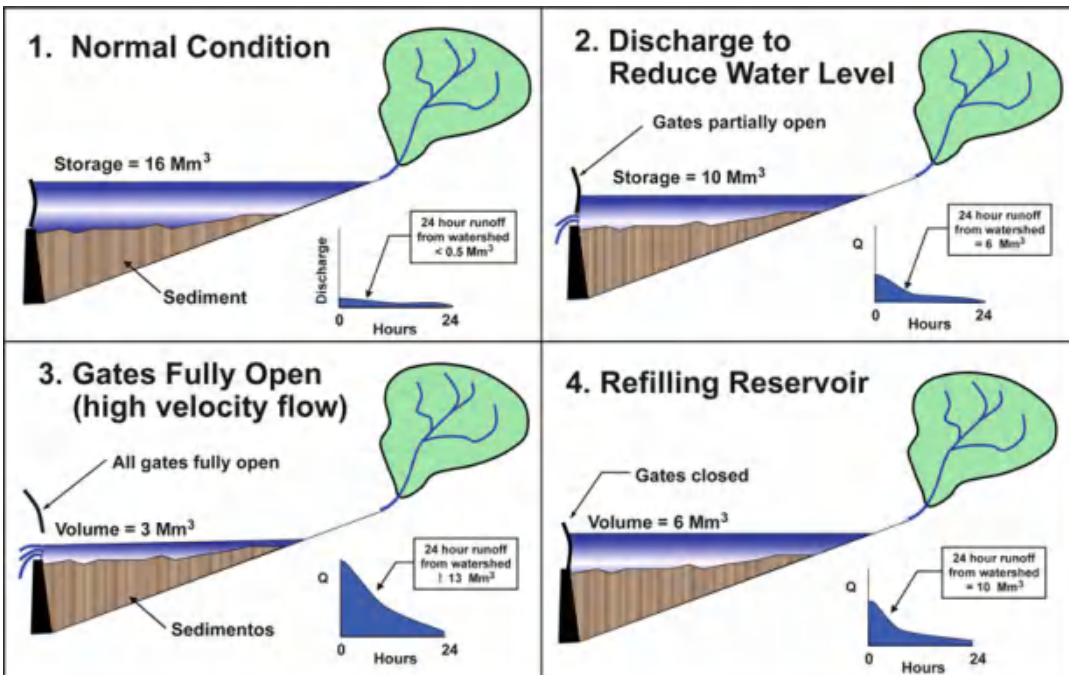 1. Normal Condition
Storage = 16 Mm³
24 hour runoff
from watershed
< 0.5 Mm³
Sediment
Discharge
0
24
Hours
2. Discharge to
Reduce Water Level
Gates partially open
Storage = 10 Mm³
24 hour runoff
from watershed
= 6 Mm³
Q
0
24
Hours
3. Gates Fully Open
(high velocity flow)
All gates fully open
Volume = 3 Mm³
24 hour runoff
from watershed
! 13 Mm³
Q
Sedimentos
0
24
Hours
4. Refilling Reservoir
Gates closed
Volume = 6 Mm³
24 hour runoff
from watershed
= 10 Mm³
Q
0
24
Hours